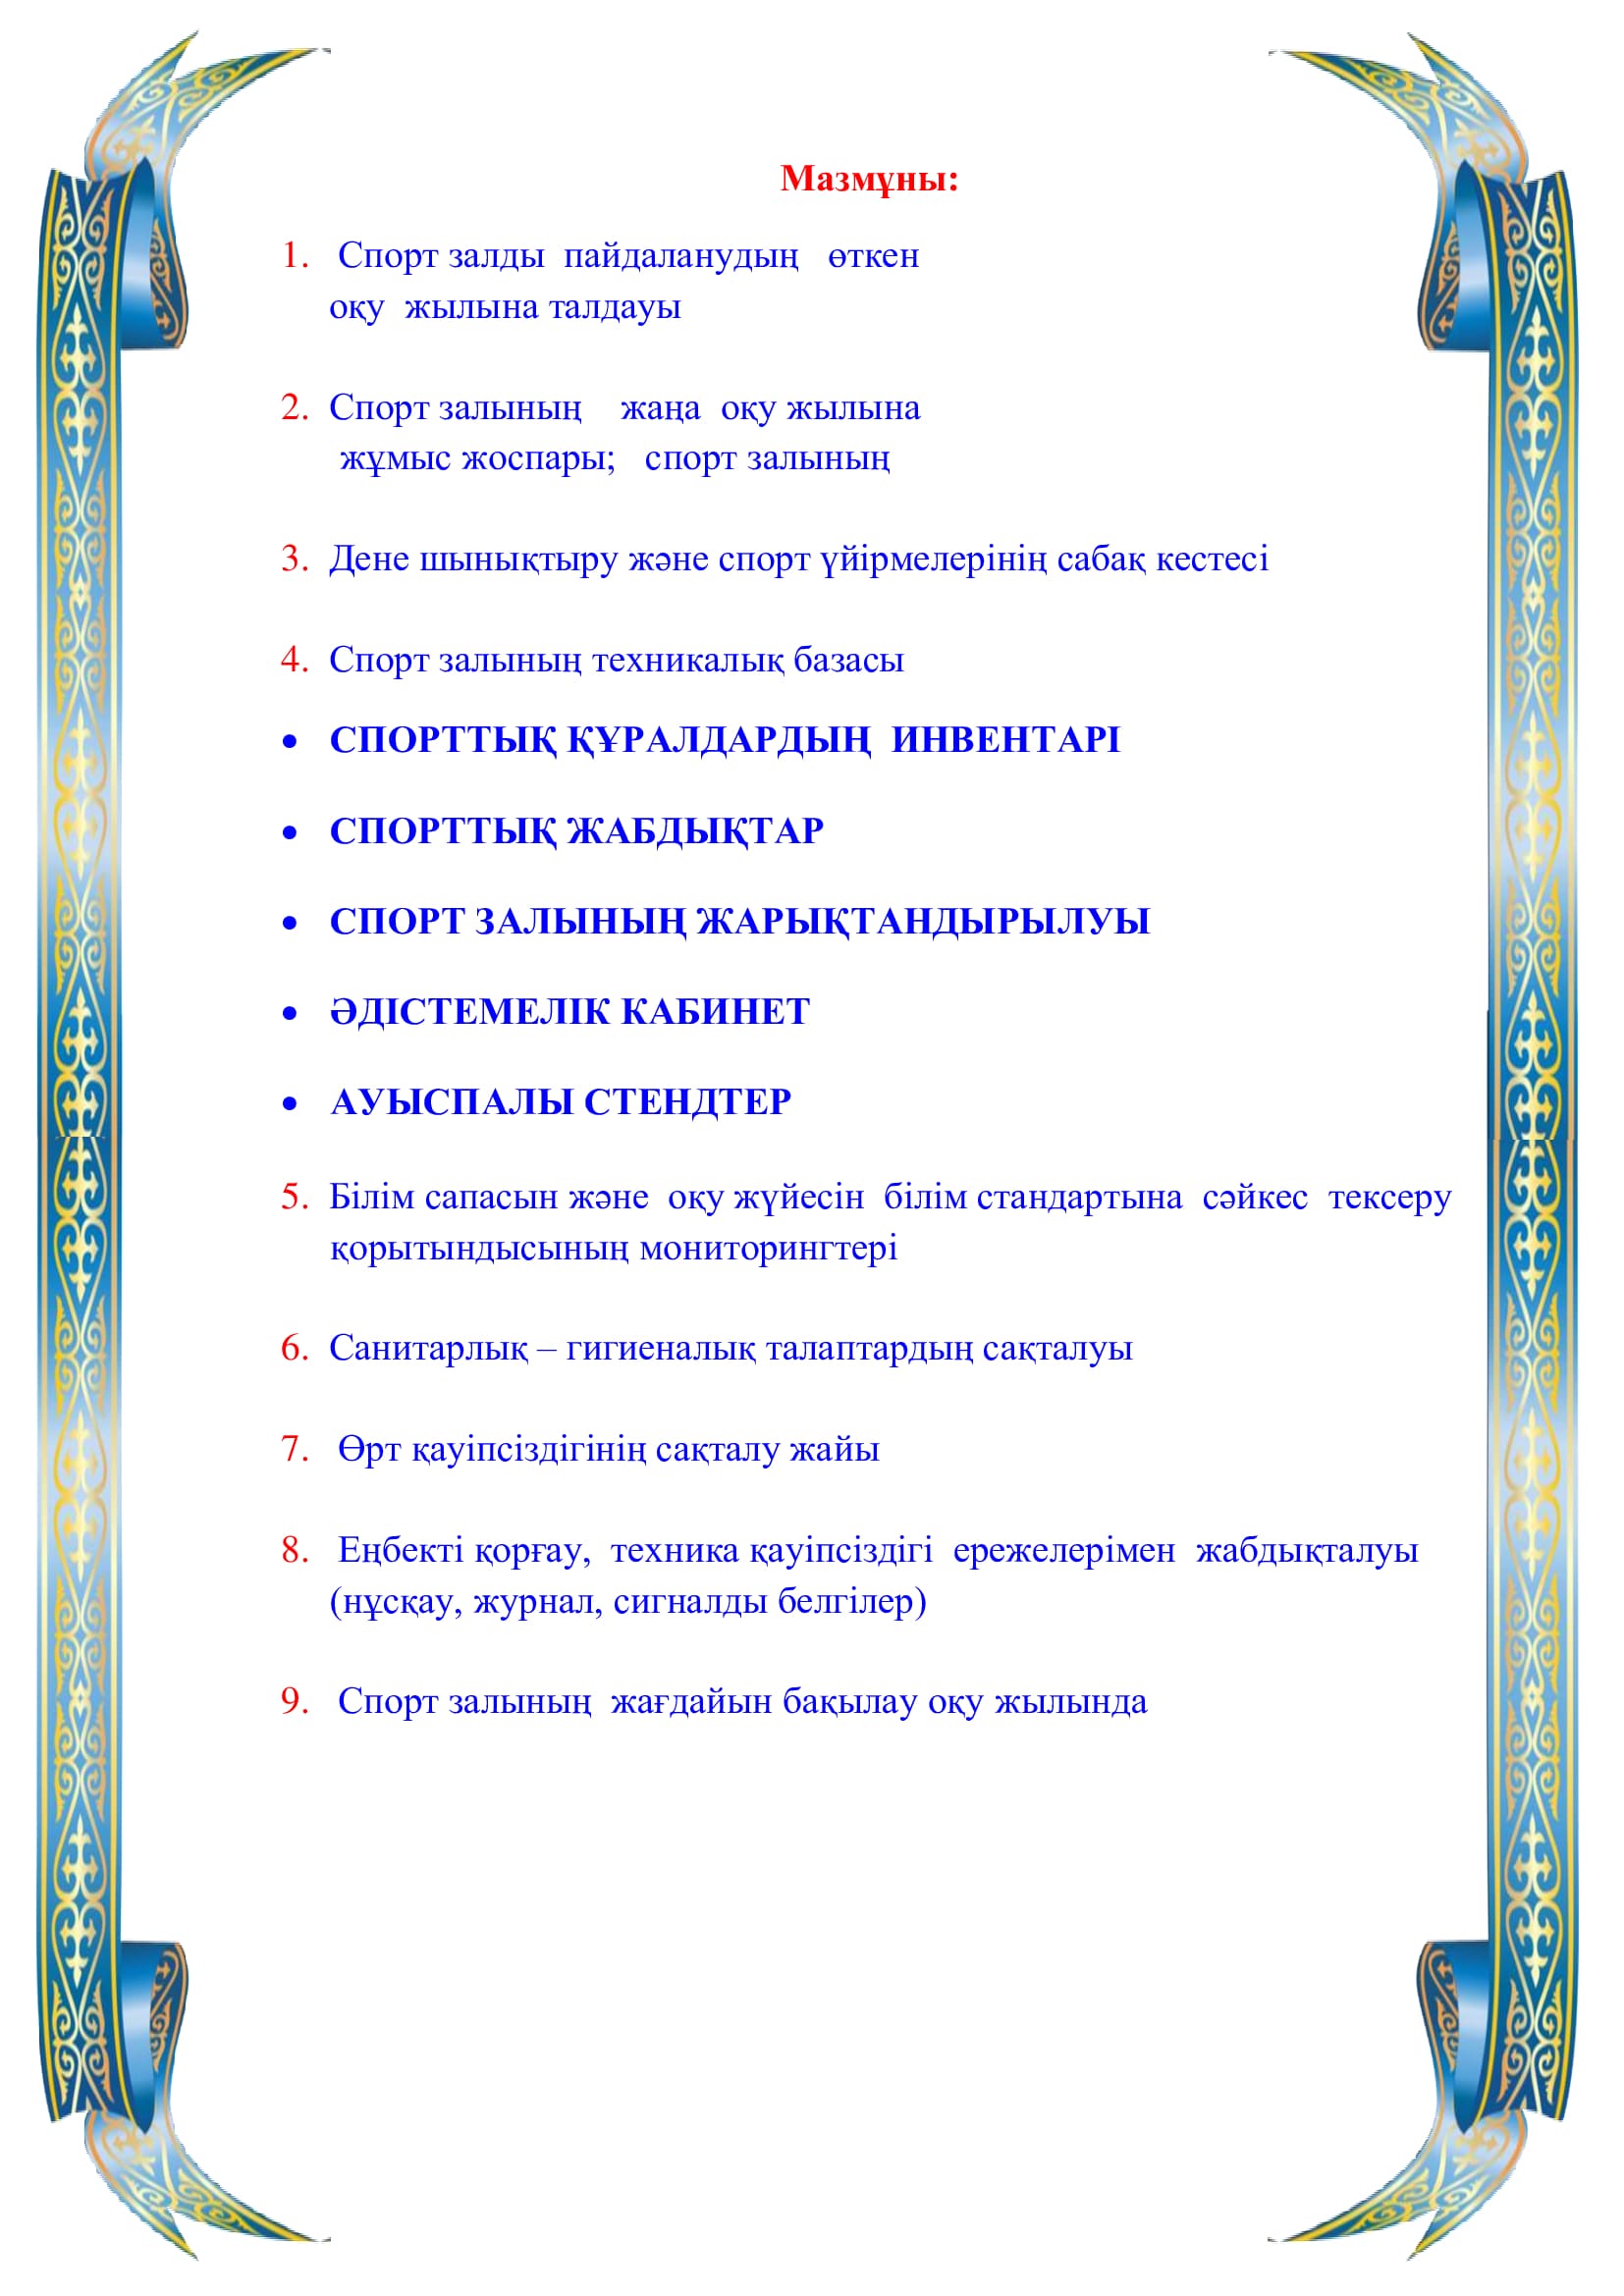 Мазмұны:
1. Спорт залды пайдаланудың өткен
оқу жылына талдауы
2. Спорт залының жаңа оқу жылына
жұмыс жоспары; спорт залының
3. Дене шынықтыру және спорт үйірмелерінің сабақ кестесі
4. Спорт залының техникалық базасы
• СПОРТТЫҚ ҚҰРАЛДАРДЫҢ ИНВЕНТАРІ
• СПОРТТЫҚ ЖАБДЫҚТАР
• СПОРТ ЗАЛЫНЫҢ ЖАРЫҚТАНДЫРЫЛУЫ
• ӘДІСТЕМЕЛІК КАБИНЕТ
• АУЫСПАЛЫ СТЕНДТЕР
5. Білім сапасын және оқу жүйесін білім стандартына сәйкес тексеру
қорытындысының мониторингтері
6. Санитарлық – гигиеналық талаптардың сақталуы
7. Өрт қауіпсіздігінің сақталу жайы
8. Еңбекті қорғау, техника қауіпсіздігі ережелерімен жабдықталуы
(нұсқау, журнал, сигналды белгілер)
9. Спорт залының жағдайын бақылау оқу жылында